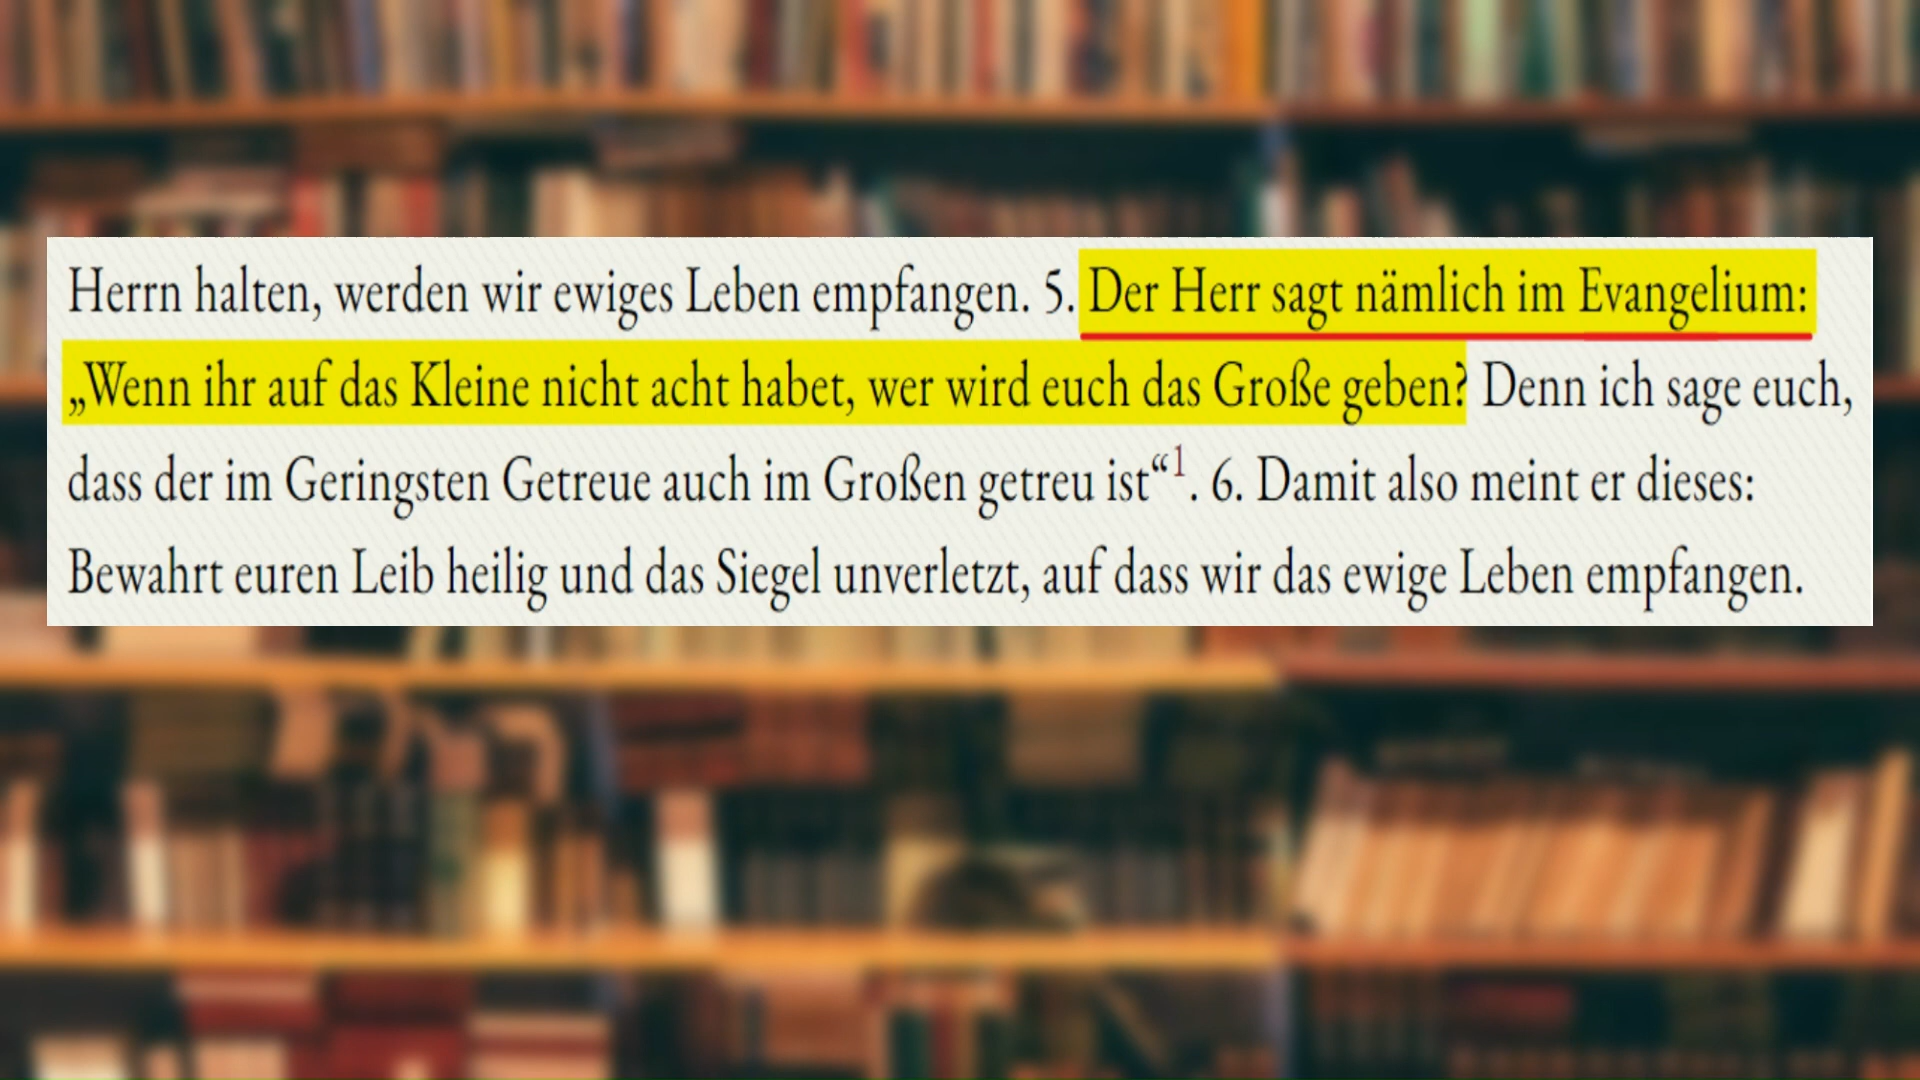 Herrn halten, werden wir ewiges Leben empfangen. 5. Der Herr sagt nämlich im Evangelium:
„Wenn ihr auf das Kleine nicht acht habet, wer wird euch das Große geben? Denn ich sage euch,
dass der im Geringsten Getreue auch im Großen getreu ist“1. 6. Damit also meint er dieses:
Bewahrt euren Leib heilig und das Siegel unverletzt, auf dass wir das ewige Leben empfangen.